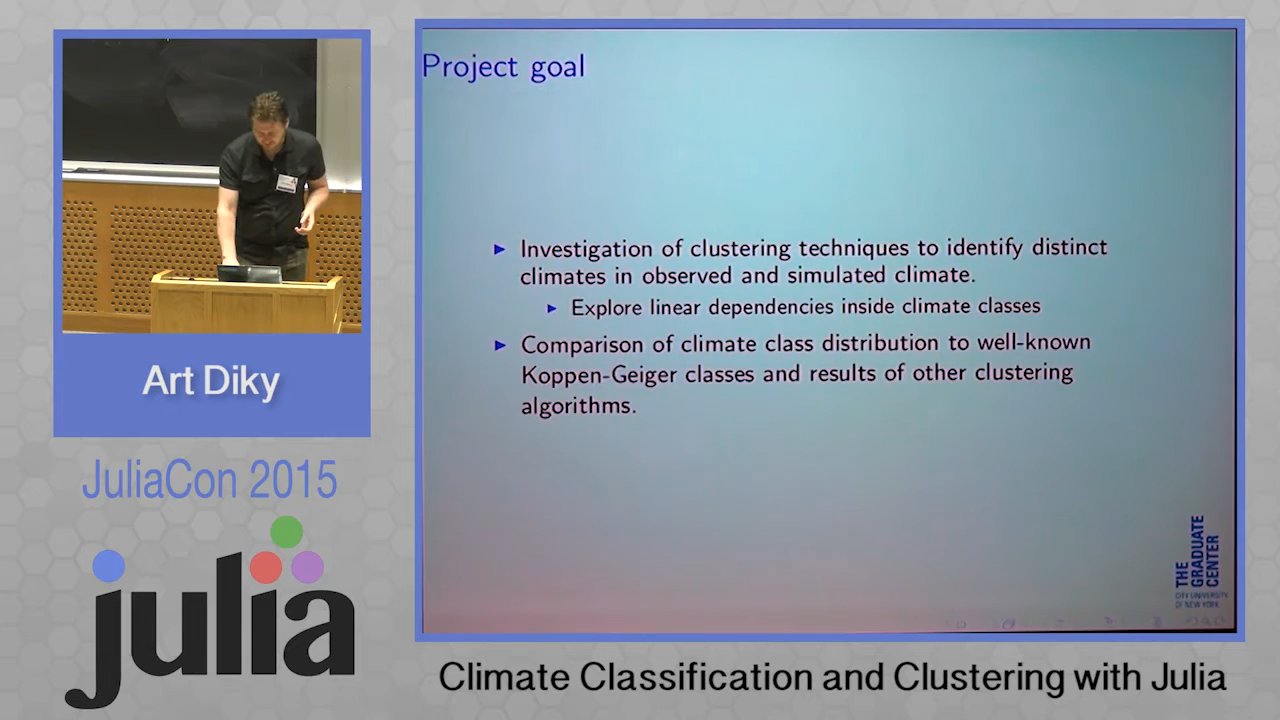 Project goal
Investigation of clustering techniques to identify distinct
climates in observed and simulated climate.
Explore linear dependencies inside climate classes
Comparison of climate class distribution to well-known
Koppen-Geiger classes and results of other clustering
algorithms.
THE
GRADUATE
CENTER
CITY UNIVERSITY
OF NEW YORK
Art Diky
JuliaCon 2015
julia
Climate Classification and Clustering with Julia